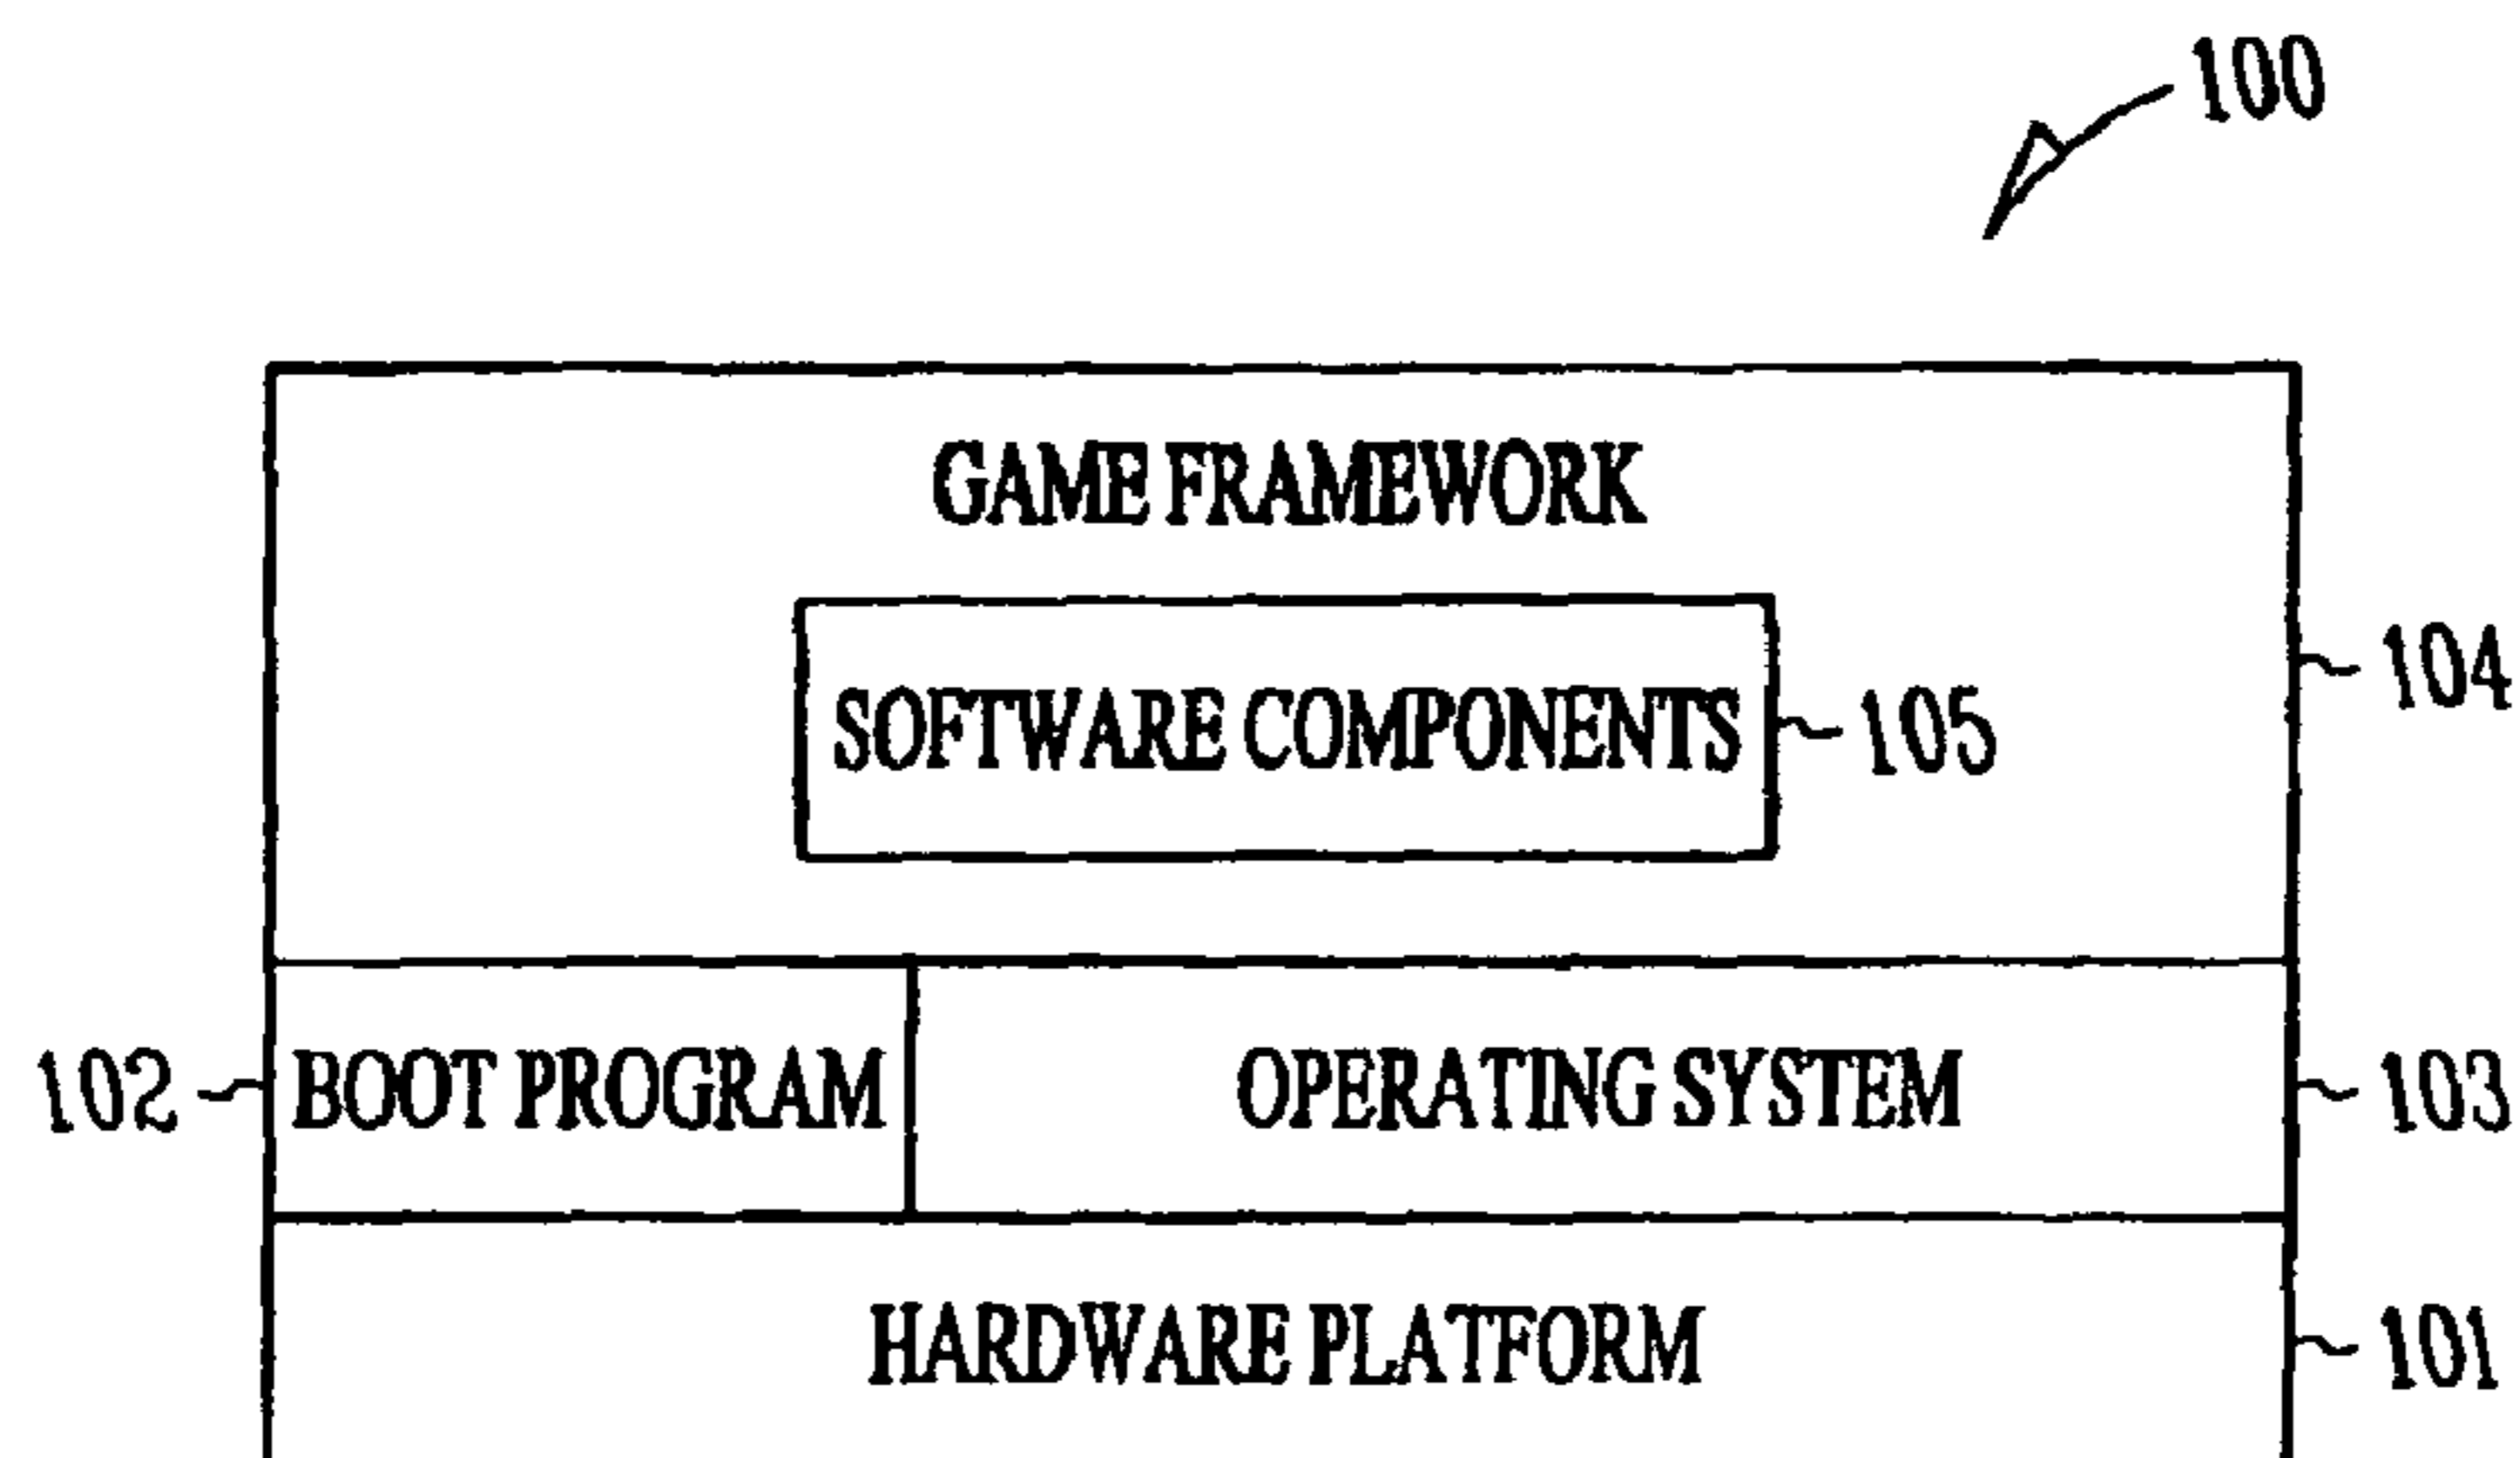 100
GAME FRAMEWORK
104
SOFTWARE COMPONENTS 105
102 BOOT PROGRAM OPERATING SYSTEM 103
HARDWARE PLATFORM 101